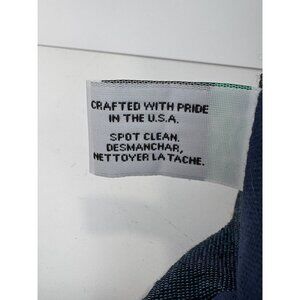 CRAFTED WITH PRIDE
IN THE U.S.A.
SPOT CLEAN.
DESMANCHAR,
NETTOYER LA TACHE.